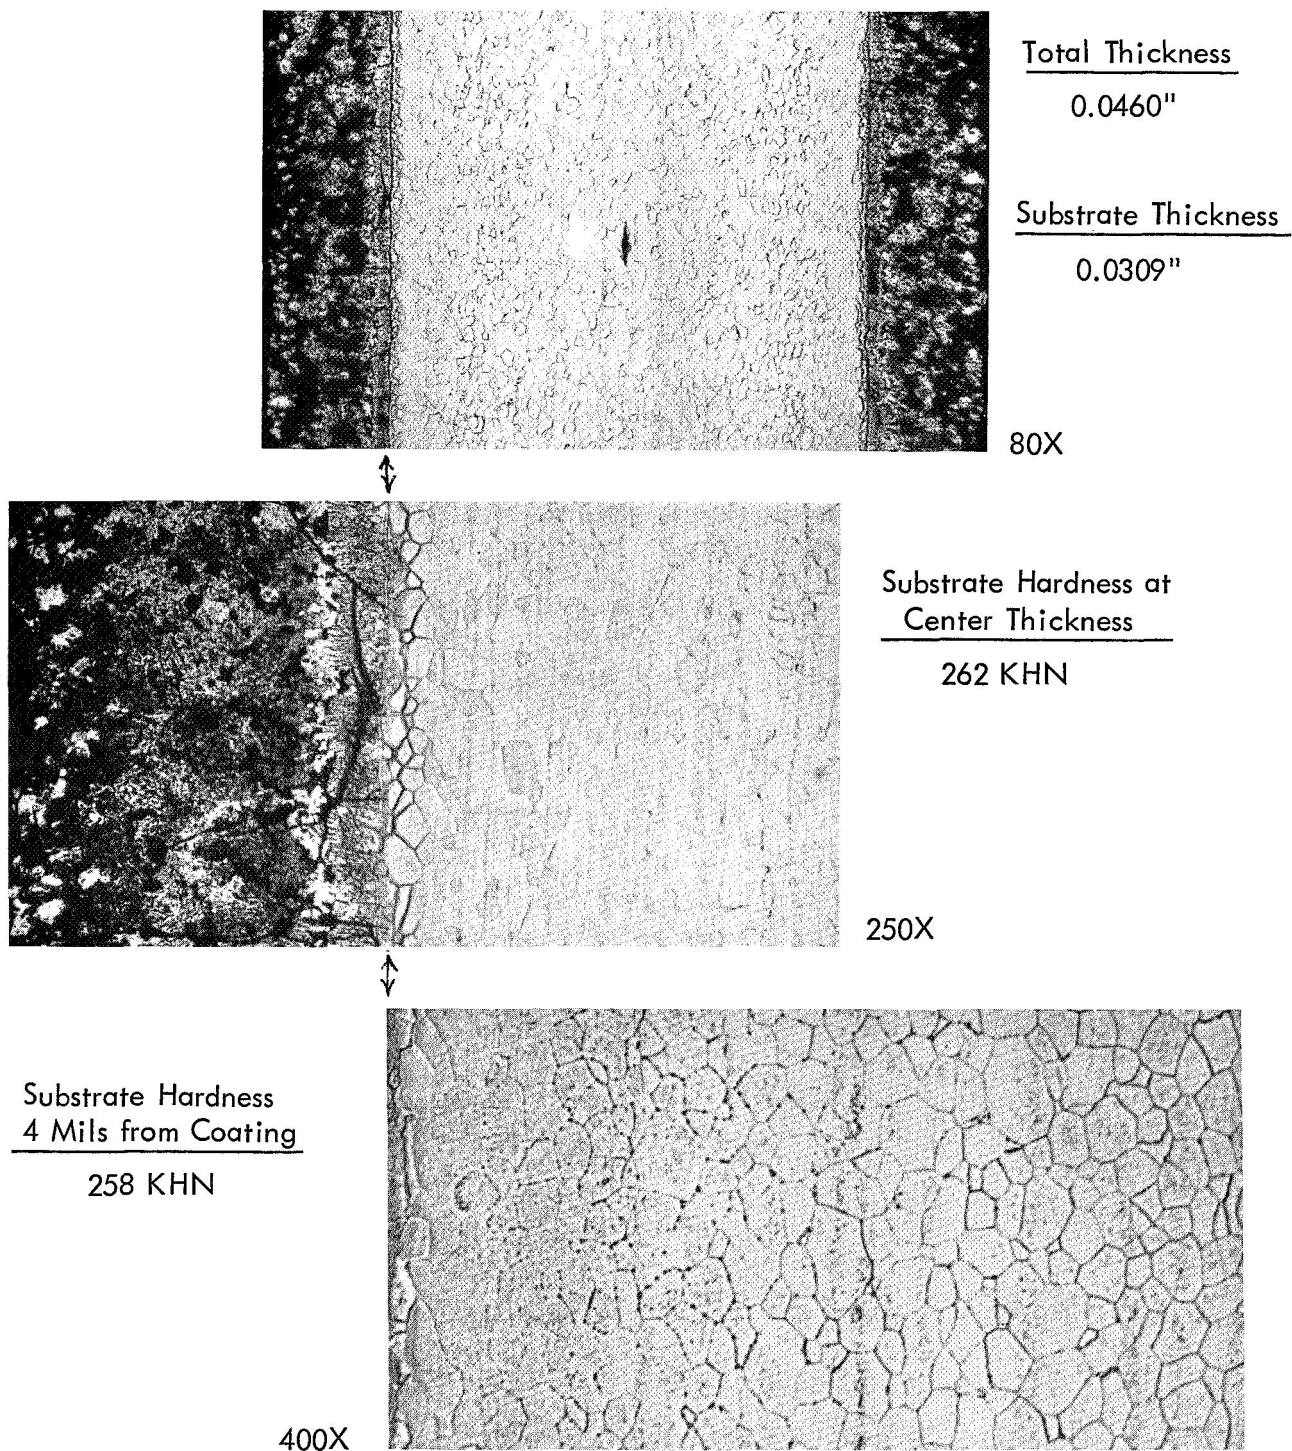 Total Thickness
0.0460"
Substrate Thickness
0.0309"
80X
Substrate Hardness at
Center Thickness
262 KHN
250X
Substrate Hardness
4 Mils from Coating
258 KHN
400X